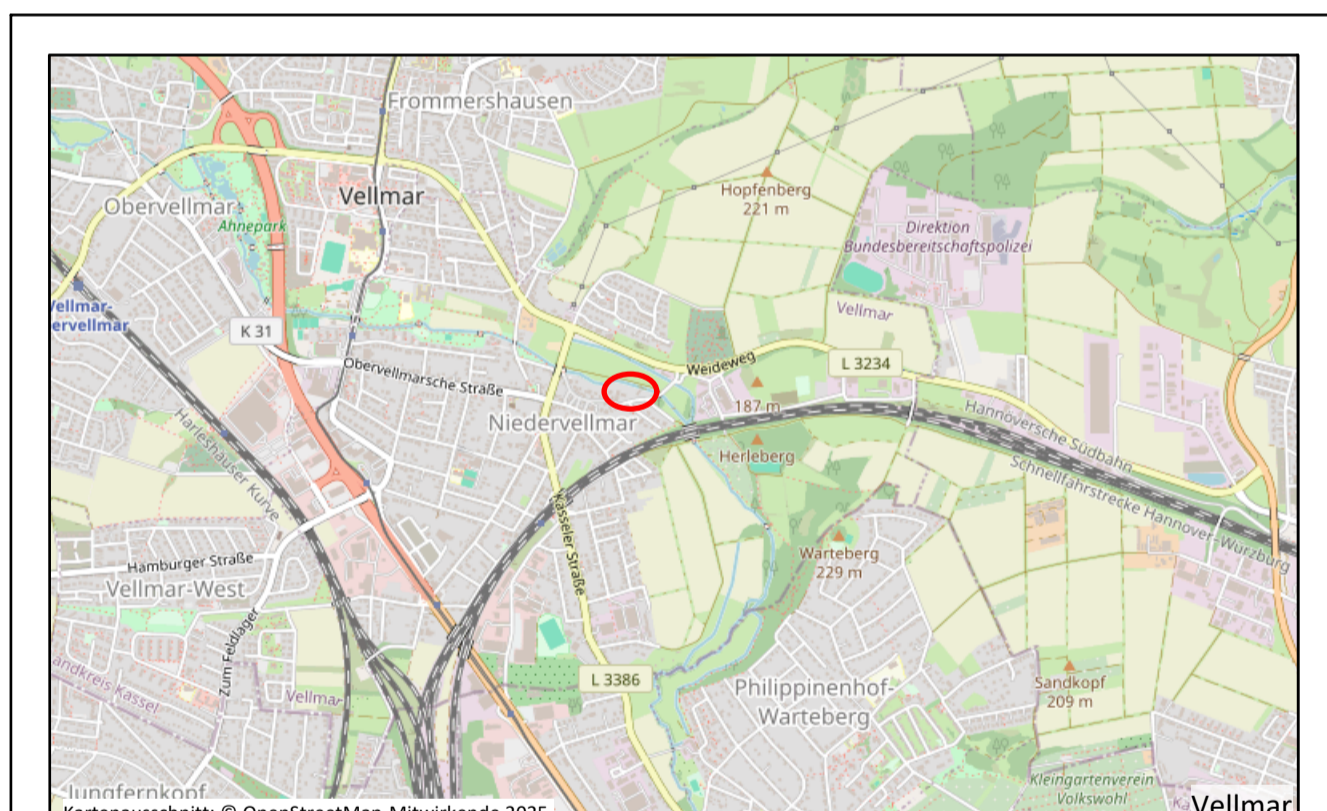 Frommershausen
Vellmar
Obervellmar
Ahnepark
Hopfenberg
221 m
Direktion
Bundesbereitschaftspolizei
Vellmar-
ervellmar
K 31
Vellmar
Obervellmarsche Straße
Weideweg
L 3234
187 m
Niedervellmar
Herleberg
Hannoversche Südbahn
Schnellfahrstrecke Hannover-Würzburg
Harleshäuser Kurve
Kasseler Straße
Hamburger Straße
Vellmar-West
Warteberg
229 m
Zum Feldlager
andkreis Kassel
Vellmar
L 3386
Philippinenhof-
Warteberg
Sandkopf
209 m
Jungfernkopf
Kleingartenverein
Volkswohl
Kartenausschnitt: © OpenStreetMap-Mitwirkende 2025
Vellmar